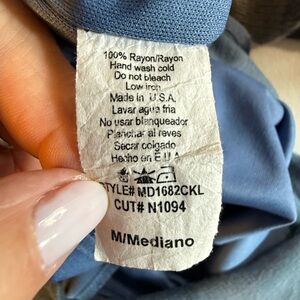 100% Rayon/Rayon
Hand wash cold
Do not bleach
Low iron
Made in U.S.A.
Lavar agua fria
No usar blanqueador
Planchar al reves
Secar colgado
Hecho en E.U.A
STYLE# MD1682CKL
CUT# N1094
M/Mediano